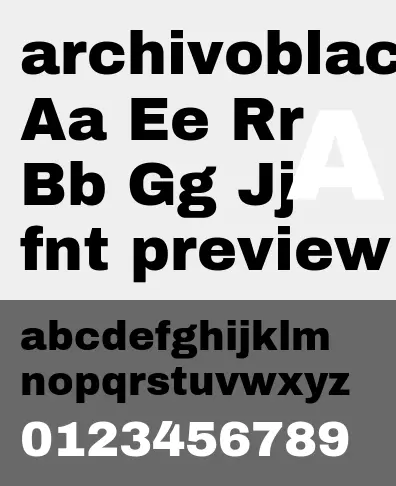 archivoblac
Aa Ee Rr
A
Bb Gg Jj
fnt preview
abcdefghijklm
nopqrstuvwxyz
0123456789